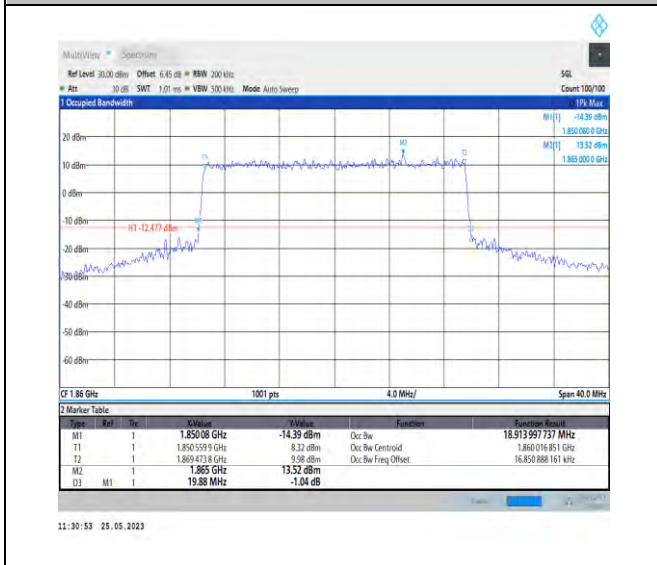 MultiView Spectrum
Ref Level 30.00 dBm Offset 6.45 dB RBW 200 kHz SGL
Att 30 dB SWT 1.01 ms VBW 500 kHz Mode Auto Sweep Count 100/100
1 Occupied Bandwidth 1Pk Max
M1[1] -14.39 dBm
1.850 080 0 GHz
M2[1] 13.52 dBm
1.865 000 0 GHz
20 dBm
M2
T1
T2
10 dBm
0 dBm
-10 dBm
H1 -12.477 dBm
-20 dBm
-30 dBm
-40 dBm
-50 dBm
-60 dBm
CF 1.86 GHz 1001 pts 4.0 MHz/ Span 40.0 MHz
2 Marker Table
Type Ref Trc X-Value Y-Value Function Function Result
M1 1 1.85008 GHz -14.39 dBm Occ Bw 18.913 997 737 MHz
T1 1 1.850 559 9 GHz 8.32 dBm Occ Bw Centroid 1.860 016 851 GHz
T2 1 1.869 473 8 GHz 9.98 dBm Occ Bw Freq Offset 16.850 888 161 kHz
M2 1 1.865 GHz 13.52 dBm
D3 M1 1 19.88 MHz -1.04 dB
11:30:53 25.05.2023